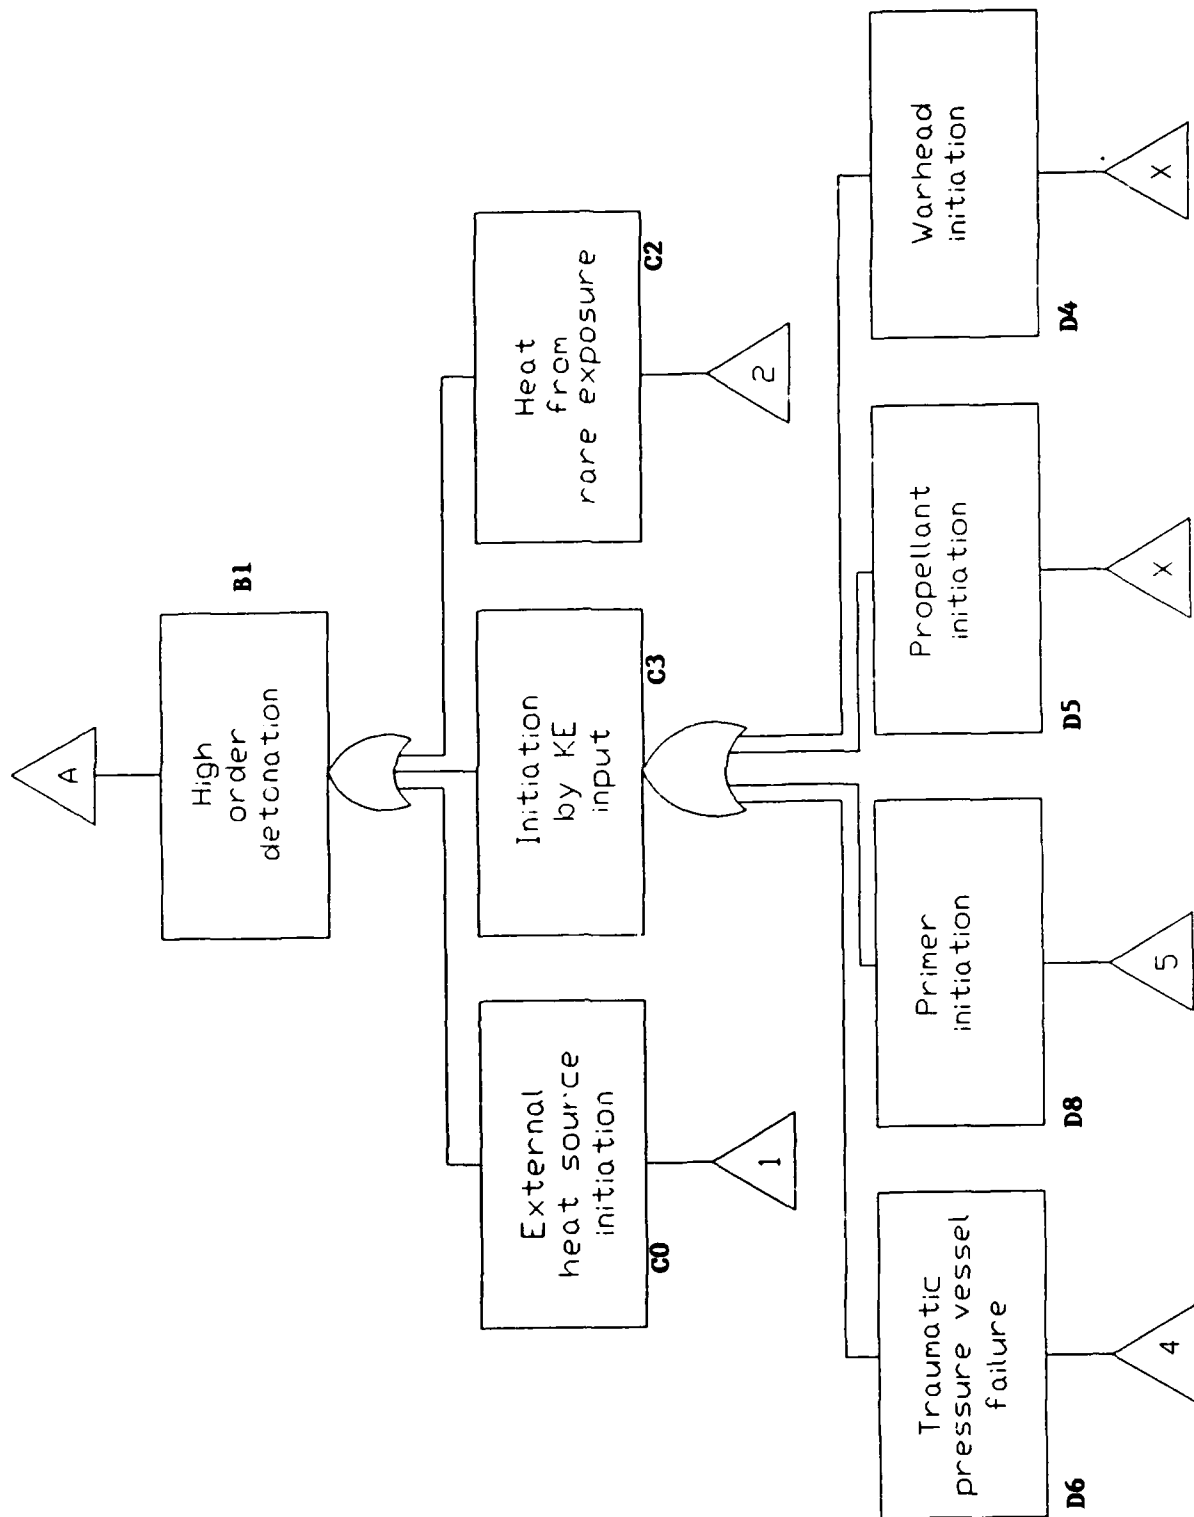 A
High
order
detonation
B1
External
heat source
initiation
C0
1
Initiation
by KE
input
C3
Heat
from
rare exposure
C2
2
Traumatic
pressure vessel
failure
D6
4
Primer
initiation
D8
5
Propellant
initiation
D5
X
Warhead
initiation
D4
X